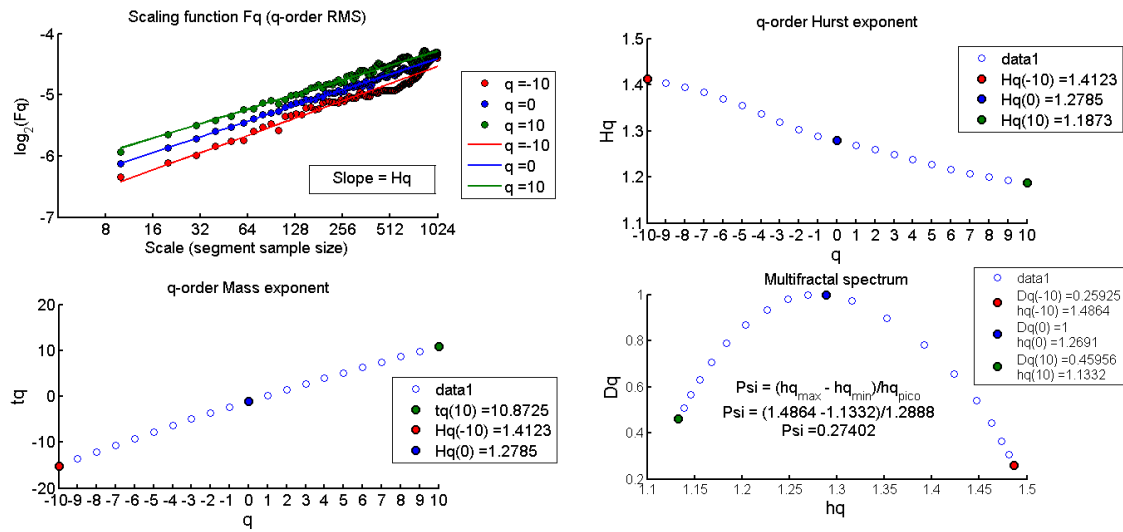 Scaling function Fq (q-order RMS)
-4
-5
-6
-7
log2(Fq)
8 16 32 64 128 256 512 1024
Scale (segment sample size)
Slope = Hq
q =-10
q =0
q =10
q =-10
q =0
q =10
q-order Hurst exponent
1.5
1.4
1.3
1.2
1.1
Hq
-10 -9 -8 -7 -6 -5 -4 -3 -2 -1 0 1 2 3 4 5 6 7 8 9 10
q
data1
Hq(-10) =1.4123
Hq(0) =1.2785
Hq(10) =1.1873
q-order Mass exponent
20
10
0
-10
-20
tq
-10 -9 -8 -7 -6 -5 -4 -3 -2 -1 0 1 2 3 4 5 6 7 8 9 10
q
data1
tq(10) =10.8725
Hq(-10) =1.4123
Hq(0) =1.2785
Multifractal spectrum
1
0.8
0.6
0.4
0.2
Dq
1.1 1.15 1.2 1.25 1.3 1.35 1.4 1.45 1.5
hq
Psi = (hqmax - hqmin)/hqpico
Psi = (1.4864 -1.1332)/1.2888
Psi =0.27402
data1
Dq(-10) =0.25925
hq(-10) =1.4864
Dq(0) =1
hq(0) =1.2691
Dq(10) =0.45956
hq(10) =1.1332